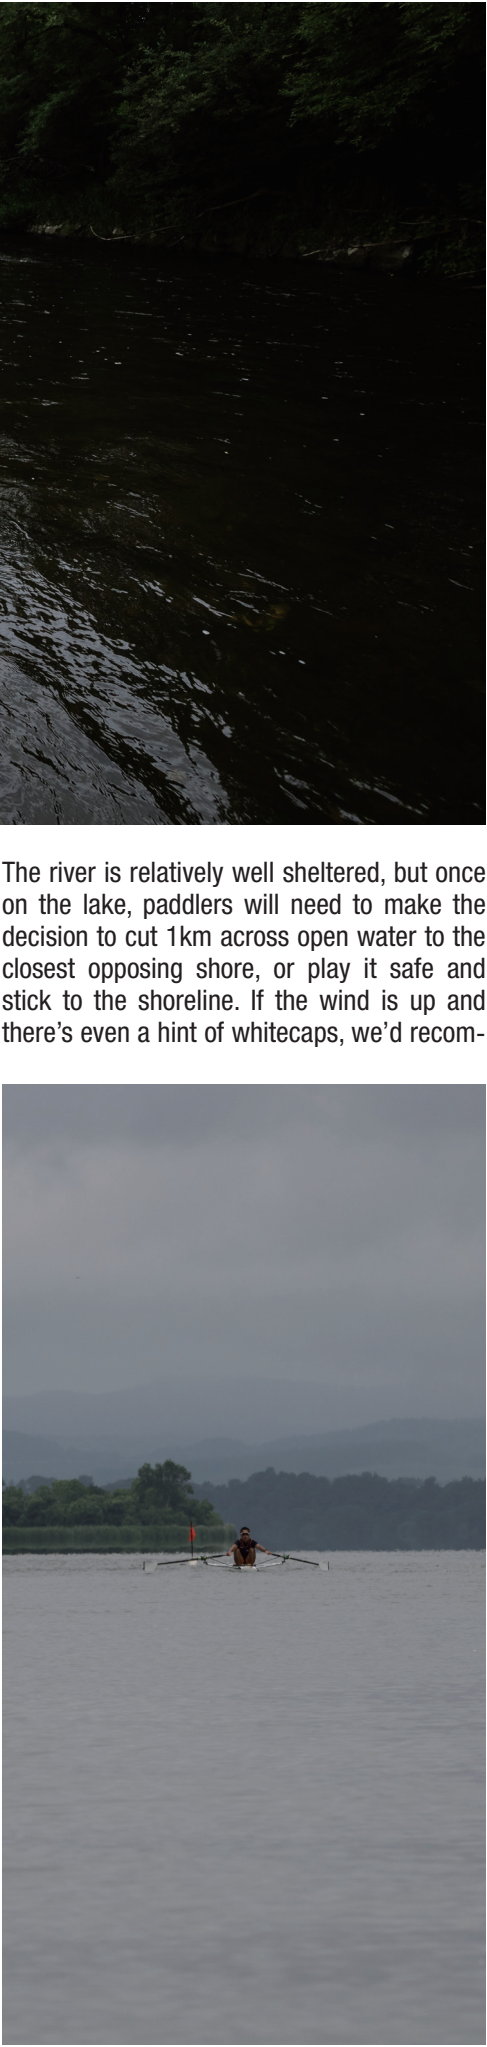 The river is relatively well sheltered, but once
on the lake, paddlers will need to make the
decision to cut 1km across open water to the
closest opposing shore, or play it safe and
stick to the shoreline. If the wind is up and
there’s even a hint of whitecaps, we’d recom-